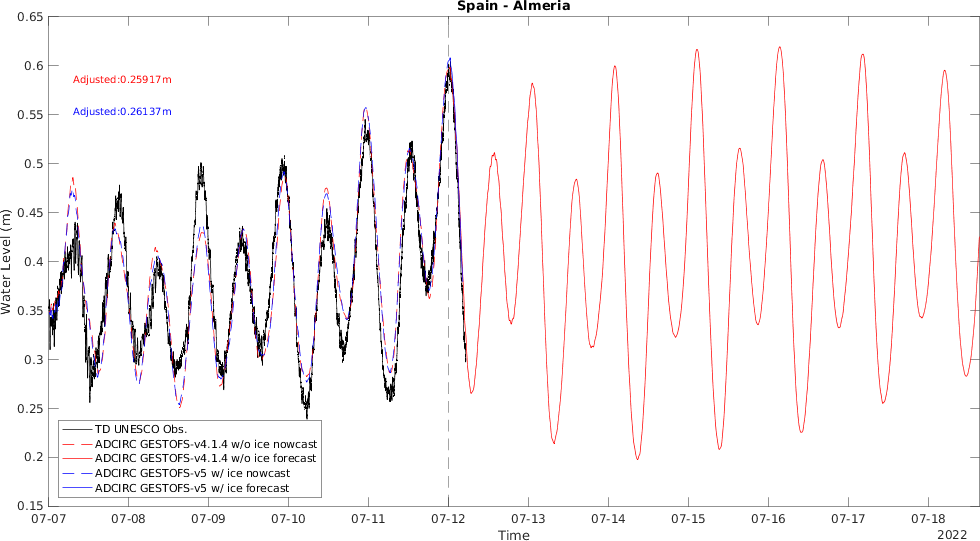 Spain - Almeria
0.65
0.6
0.55
0.5
0.45
0.4
0.35
0.3
0.25
0.2
0.15
Water Level (m)
Adjusted:0.25917m
Adjusted:0.26137m
TD UNESCO Obs.
ADCIRC GESTOFS-v4.1.4 w/o ice nowcast
ADCIRC GESTOFS-v4.1.4 w/o ice forecast
ADCIRC GESTOFS-v5 w/ ice nowcast
ADCIRC GESTOFS-v5 w/ ice forecast
07-07 07-08 07-09 07-10 07-11 07-12 07-13 07-14 07-15 07-16 07-17 07-18
Time
2022